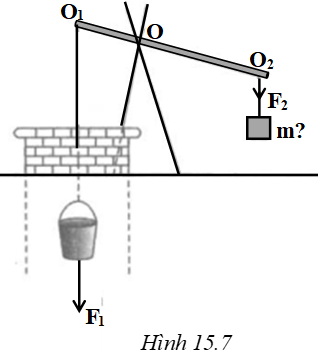 O₁
O
O₂
F₂
m?
F₁
Hình 15.7